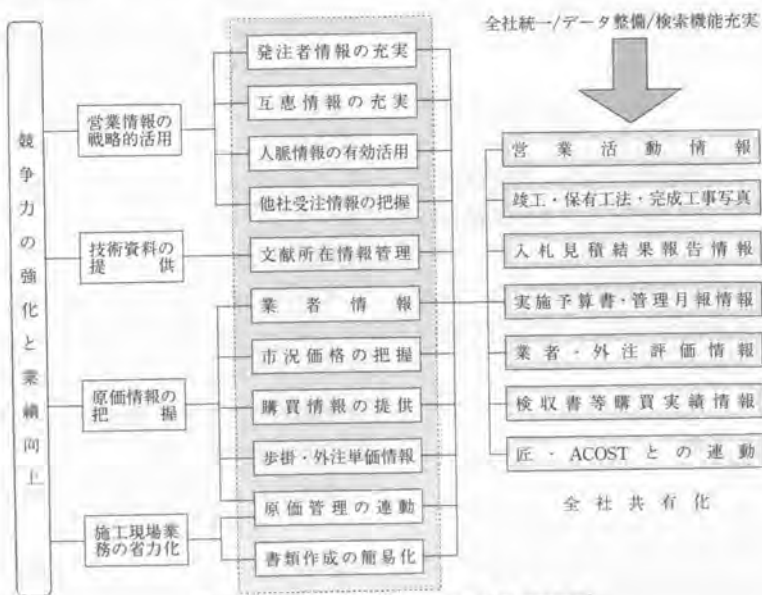 全社統一/データ整備/検索機能充実
競争力の強化と業績向上
営業情報の
戦略的活用
技術資料の
提供
原価情報の
把握
施工現場業
務の省力化
発注者情報の充実
互恵情報の充実
人脈情報の有効活用
他社受注情報の把握
文献所在情報管理
業者情報
市況価格の把握
購買情報の提供
歩掛・外注単価情報
原価管理の連動
書類作成の簡易化
営業活動情報
竣工・保有工法・完成工事写真
入札見積結果報告情報
実施予算書・管理月報情報
業者・外注評価情報
検収書等購買実績情報
匠・ACOSTとの連動
全社共有化